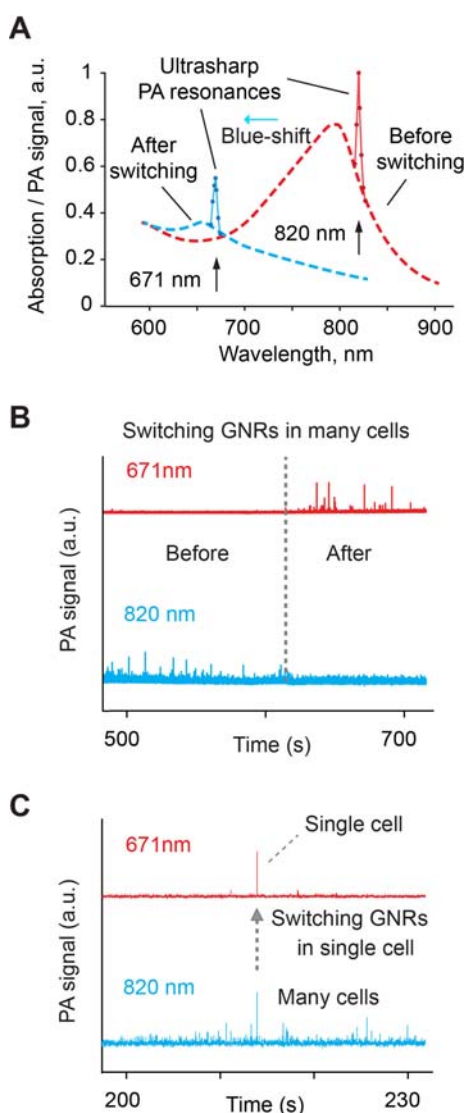 A
Absorption / PA signal, a.u.
1
0.8
0.6
0.4
0.2
0
Ultrasharp
PA resonances
Blue-shift
After
switching
Before
switching
671 nm
820 nm
600
700
800
900
Wavelength, nm
B
Switching GNRs in many cells
PA signal (a.u.)
671nm
Before
After
820 nm
500
700
Time (s)
C
PA signal (a.u.)
671nm
Single cell
Switching GNRs
in single cell
820 nm
Many cells
200
230
Time (s)